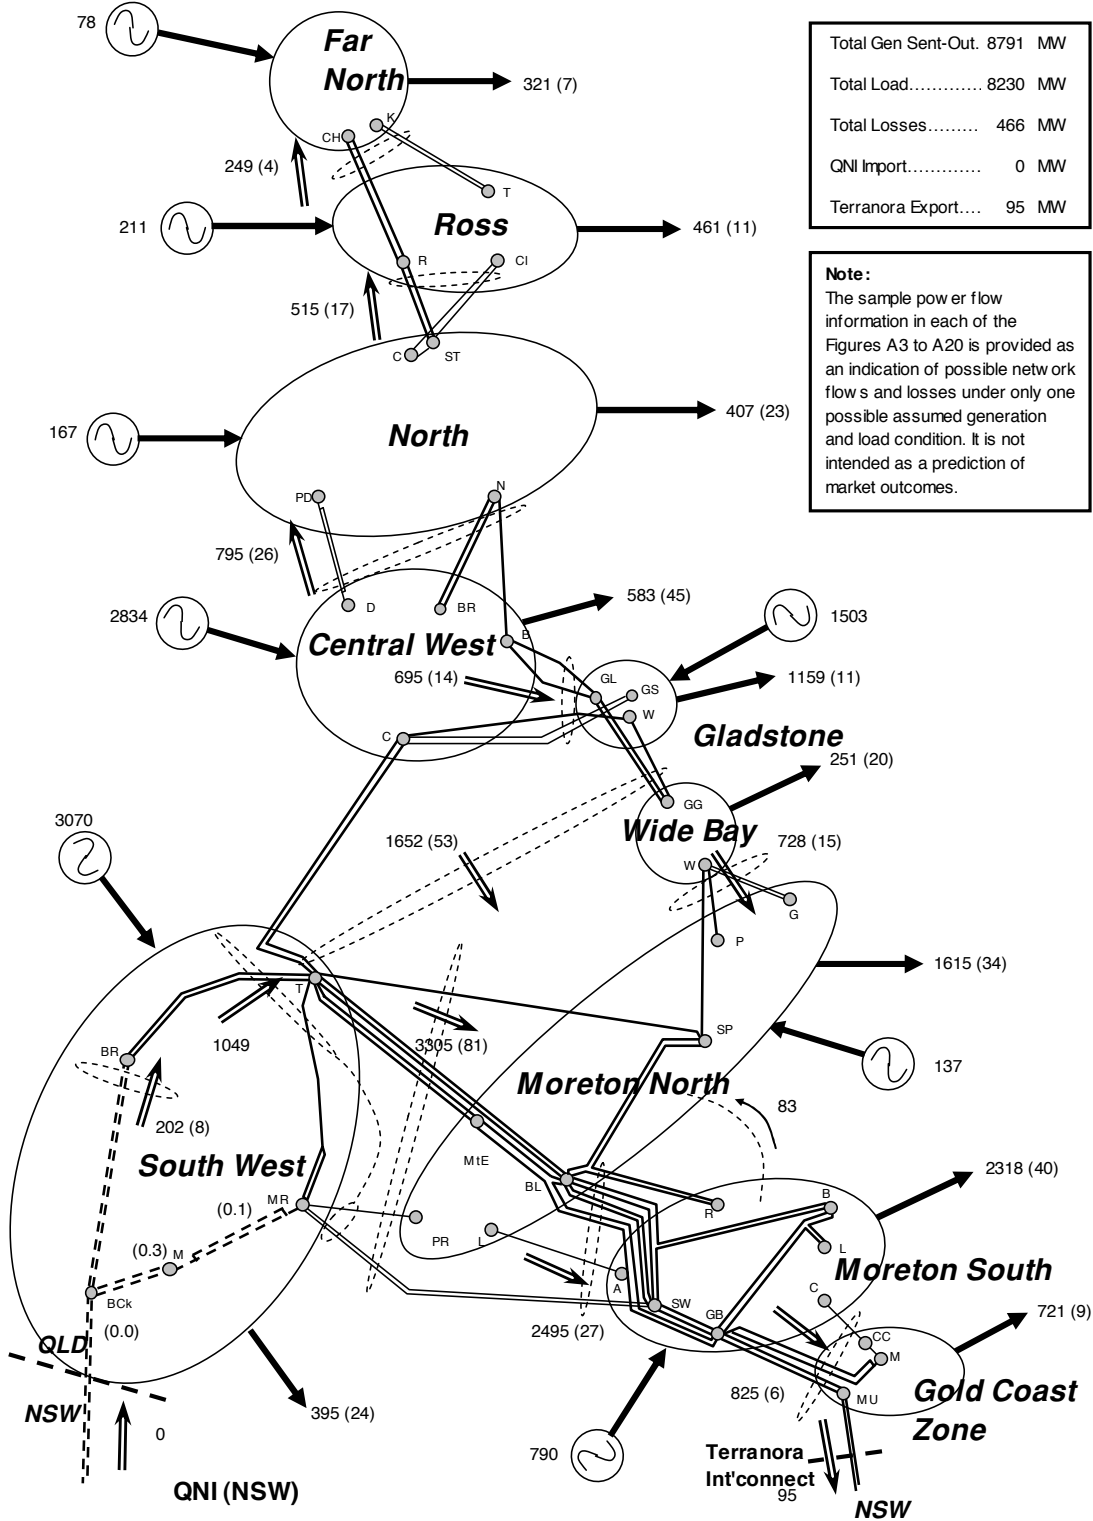 78
Far
North
321 (7)
K
CH
249 (4)
T
211
Ross
461 (11)
R
CI
515 (17)
C
ST
167
North
407 (23)
PD
N
795 (26)
2834
D
BR
583 (45)
1503
Central West
B
695 (14)
GL
GS
W
1159 (11)
C
Gladstone
251 (20)
GG
3070
Wide Bay
1652 (53)
728 (15)
W
G
P
1615 (34)
T
1049
3305 (81)
SP
BR
137
Moreton North
83
202 (8)
South West
MtE
BL
2318 (40)
MR
(0.1)
R
B
PR
L
L
(0.3)
M
A
Moreton South
BCk
(0.0)
SW
GB
C
721 (9)
2495 (27)
CC
M
QLD
825 (6)
MU
Gold Coast
Zone
NSW
395 (24)
0
790
Terranora
Int'connect
95
QNI (NSW)
NSW
Total Gen Sent-Out. 8791 MW
Total Load............ 8230 MW
Total Losses......... 466 MW
QNI Import............. 0 MW
Terranora Export.... 95 MW
Note:
The sample power flow
information in each of the
Figures A3 to A20 is provided as
an indication of possible network
flows and losses under only one
possible assumed generation
and load condition. It is not
intended as a prediction of
market outcomes.